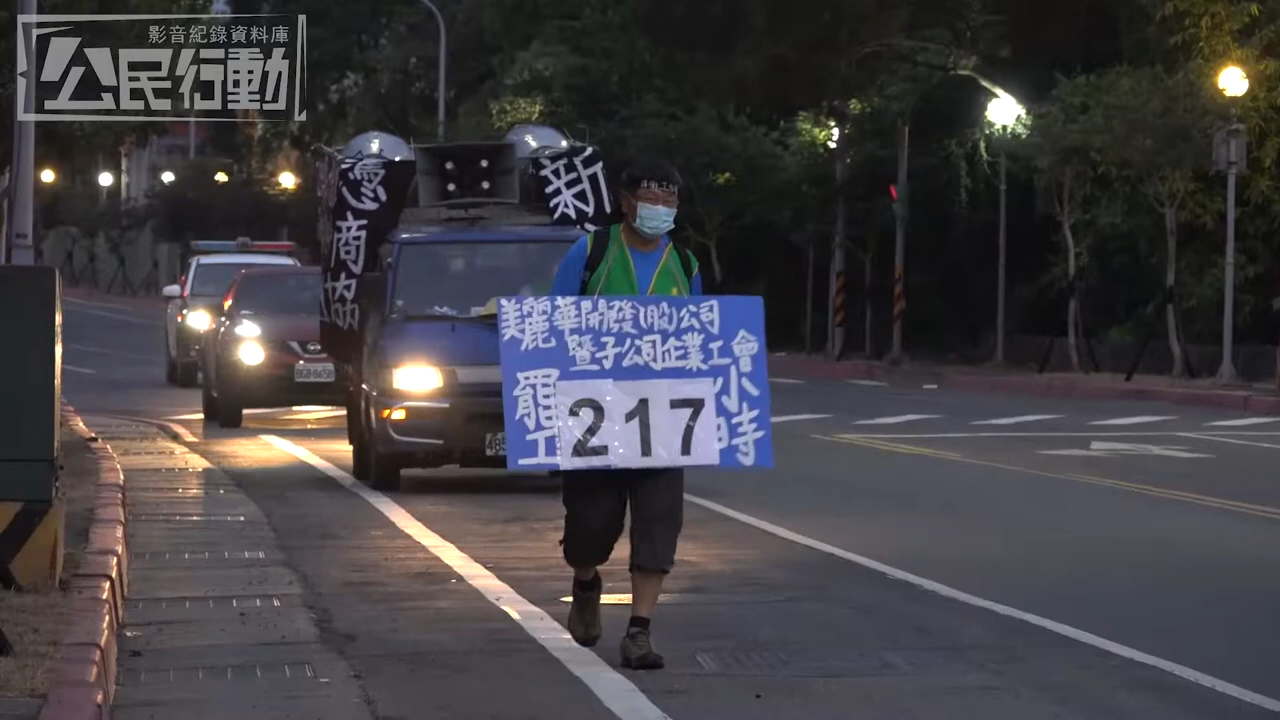 影音紀錄資料庫
公民行動
憑商協
新
美麗華開發(股)公司
暨子公司企業工會
罷工
217
小時